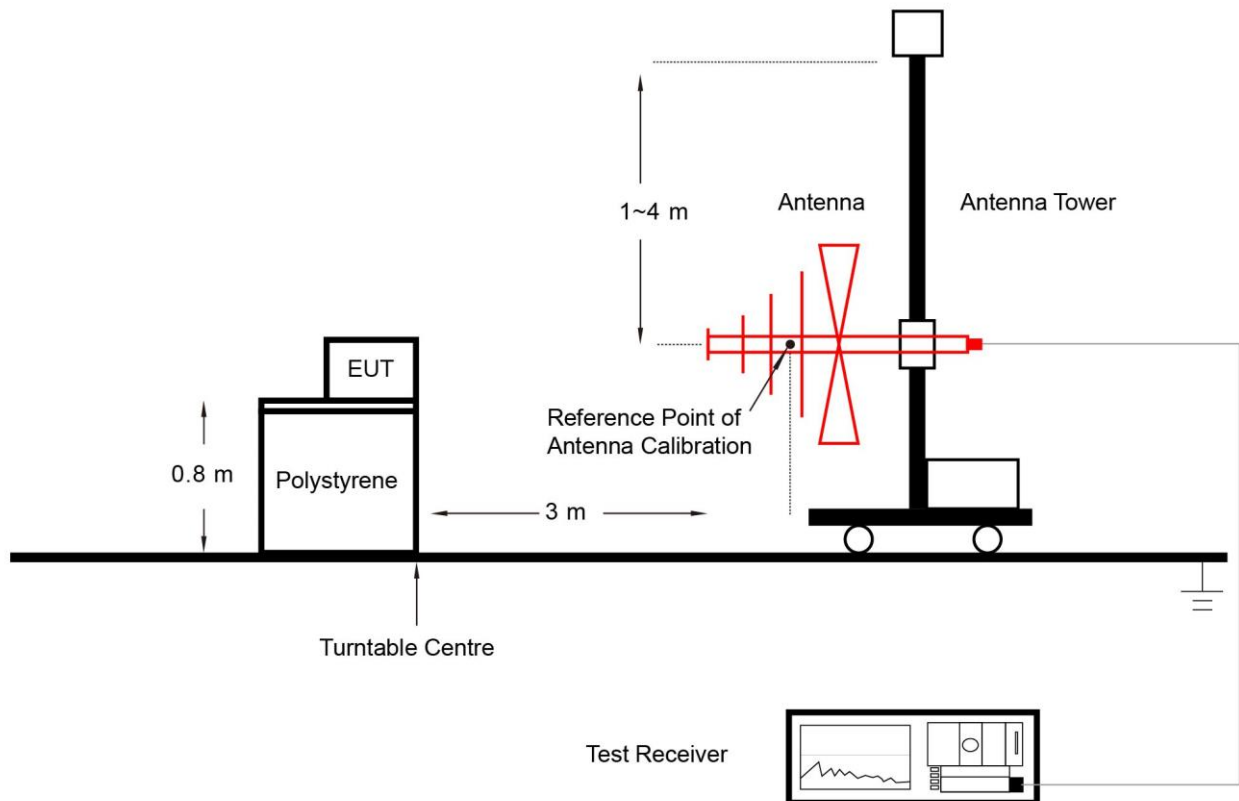 1~4 m
Antenna
Antenna Tower
EUT
Reference Point of
Antenna Calibration
0.8 m
Polystyrene
3 m
Turntable Centre
Test Receiver